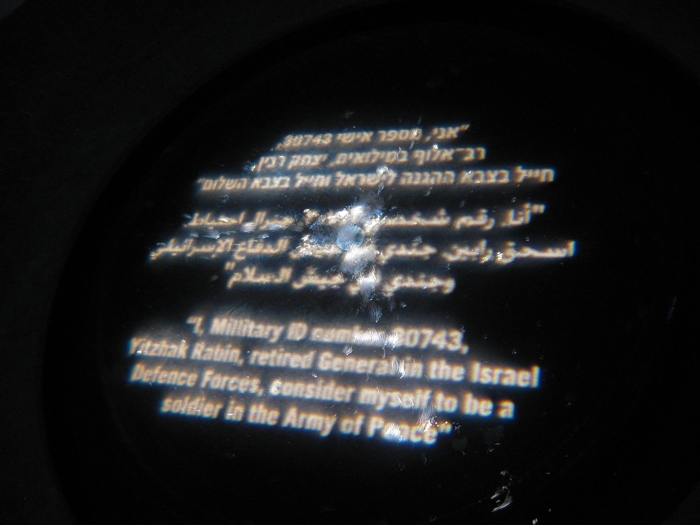 "אני, מספר אישי 30743,
רב־אלוף במילואים, יצחק רבין,
חייל בצבא ההגנה לישראל וחייל בצבא השלום"
"أنا، رقم جنرال احتياط
اسحق رابين، جندي جيش الدفاع الإسرائيلي
وجندي في جيش السلام"
"I, Military ID number 30743,
Yitzhak Rabin, retired General in the Israel
Defence Forces, consider myself to be a
soldier in the Army of Peace"